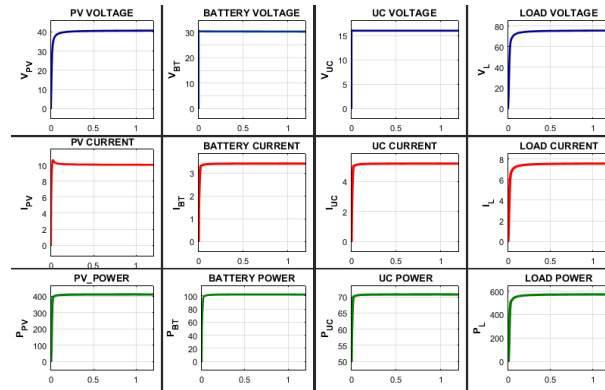 PV VOLTAGE BATTERY VOLTAGE UC VOLTAGE LOAD VOLTAGE
V_PV 40 30 20 10 0 0 0.5 1
V_BT 40 30 20 10 0 0 0.5 1
V_UC 15 10 5 0 0 0.5 1
V_L 80 60 40 20 0 0 0.5 1
PV CURRENT BATTERY CURRENT UC CURRENT LOAD CURRENT
I_PV 10 5 0 0 0.5 1
I_BT 3 2 1 0 0 0.5 1
I_UC 4 2 0 0 0.5 1
I_L 8 6 4 2 0 0 0.5 1
PV_POWER BATTERY POWER UC POWER LOAD POWER
P_PV 400 300 200 100 0 0 0.5 1
P_BT 100 80 60 40 20 0 0 0.5 1
P_UC 70 65 60 55 50 0 0.5 1
P_L 600 400 200 0 0 0.5 1